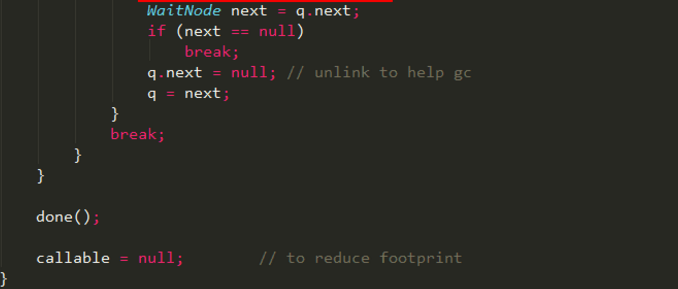 WaitNode next = q.next;
if (next == null)
break;
q.next = null; // unlink to help gc
q = next;
}
break;
}
}
done();
callable = null; // to reduce footprint
}